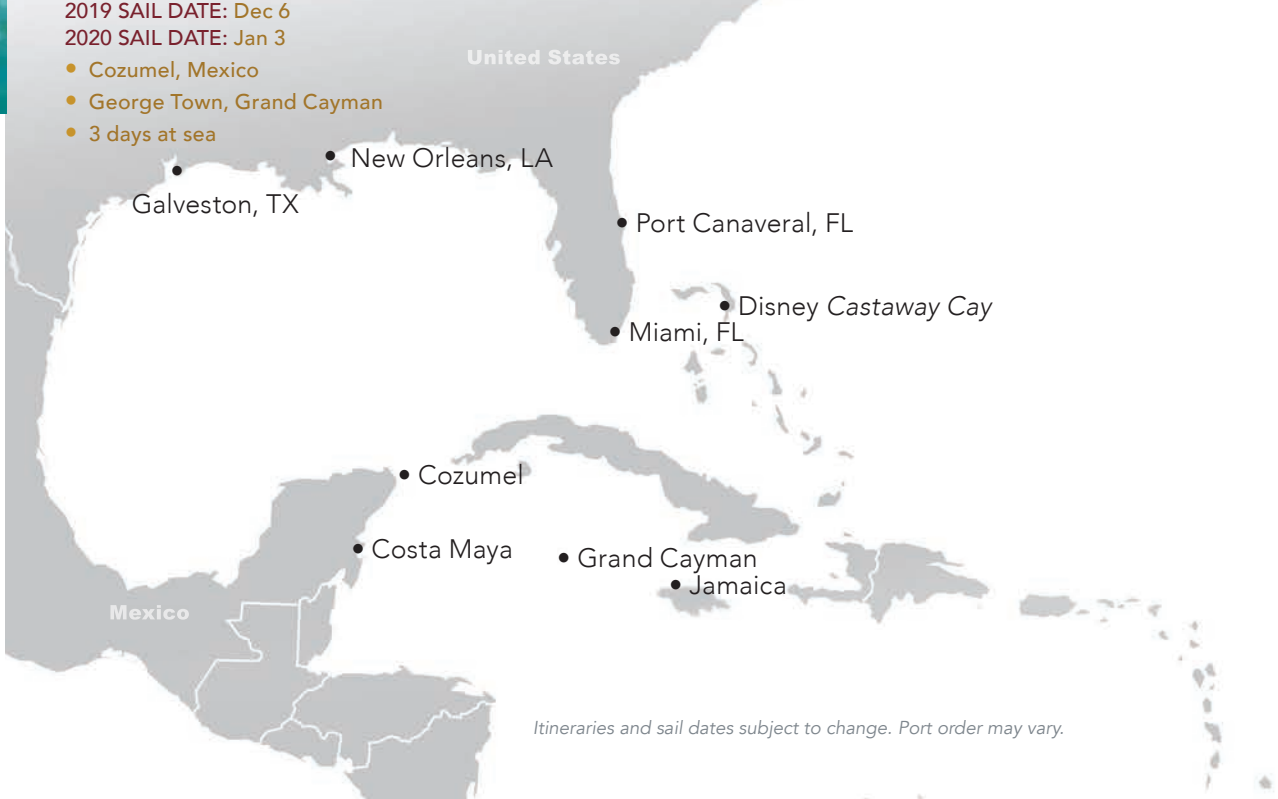 2019 SAIL DATE: Dec 6
2020 SAIL DATE: Jan 3
• Cozumel, Mexico
• George Town, Grand Cayman
• 3 days at sea
United States
New Orleans, LA
Galveston, TX
Port Canaveral, FL
Disney Castaway Cay
Miami, FL
Cozumel
Costa Maya
Grand Cayman
Jamaica
Mexico
Itineraries and sail dates subject to change. Port order may vary.